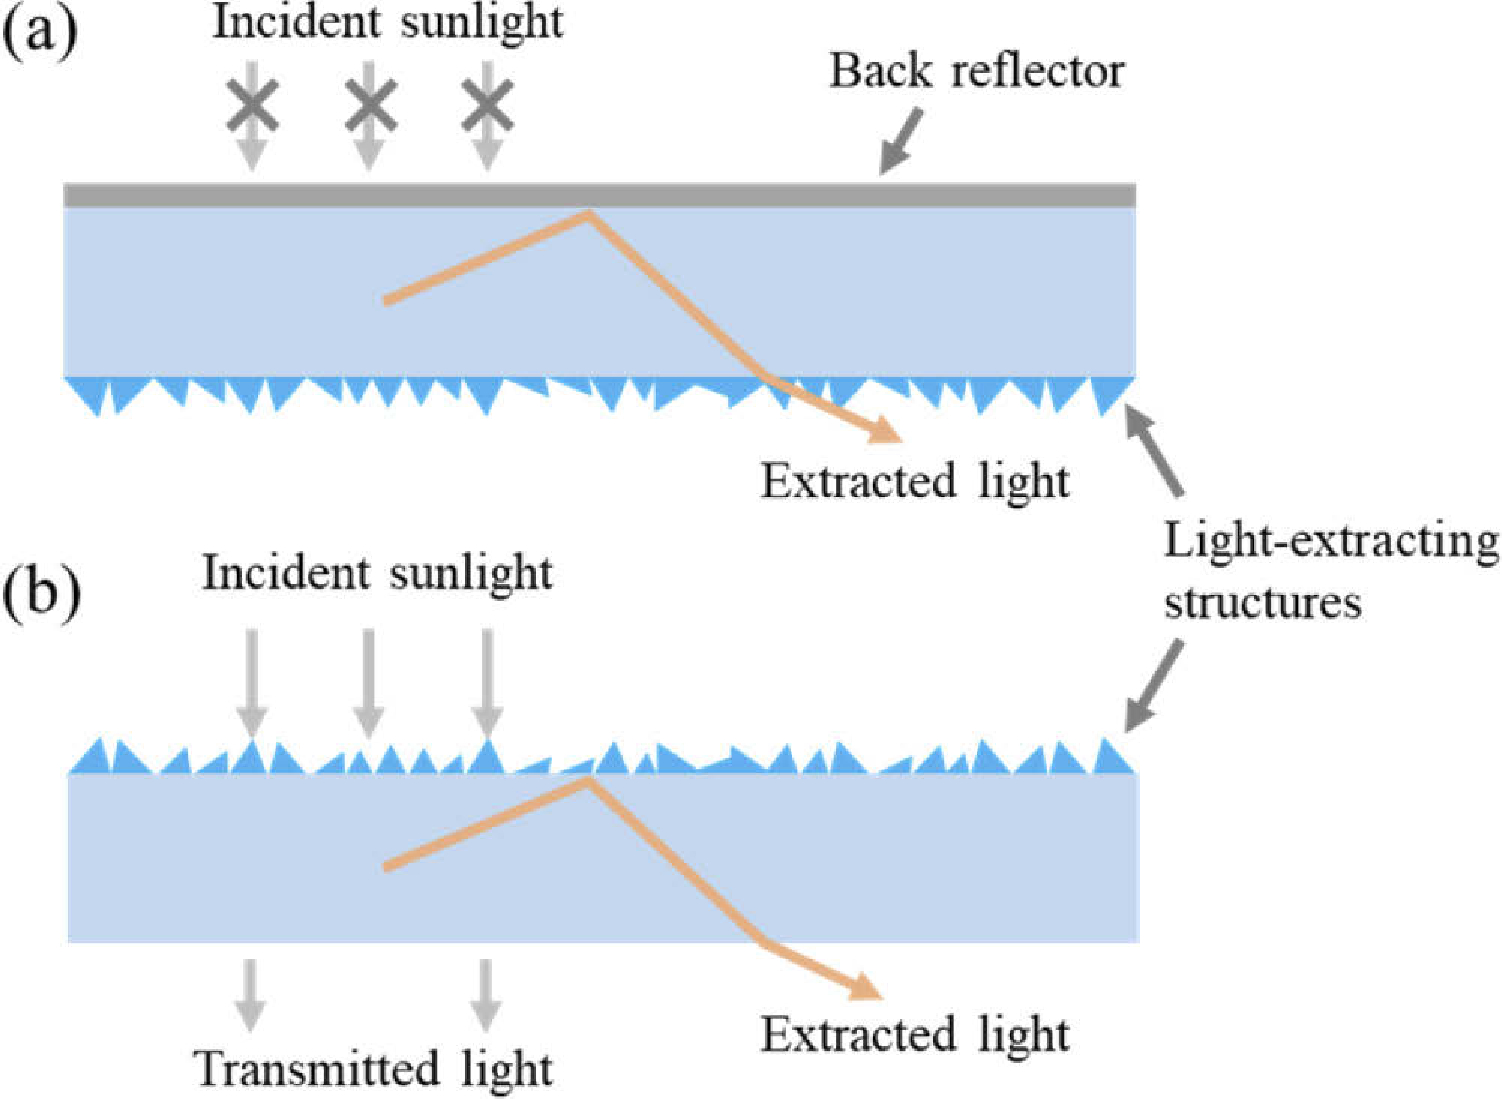 (a)
Incident sunlight
Back reflector
Extracted light
Light-extracting
structures
(b)
Incident sunlight
Extracted light
Transmitted light